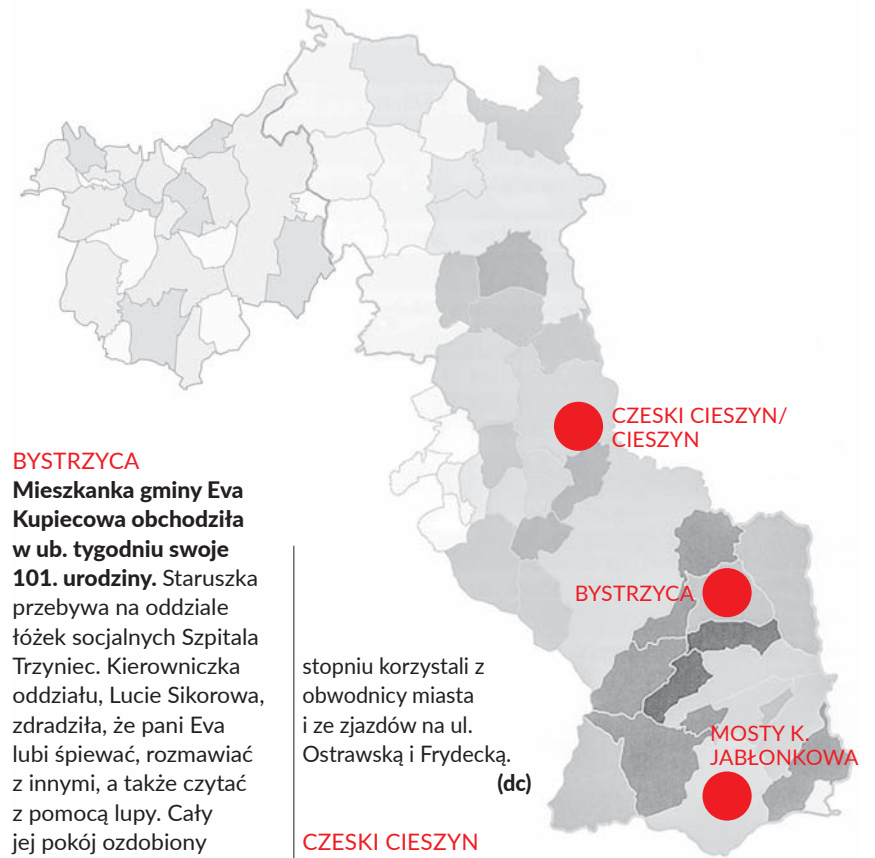 CZESKI CIESZYN/
CIESZYN
BYSTRZYCA
MOSTY K.
JABŁONKOWA
BYSTRZYCA
Mieszkanka gminy Eva
Kupiecowa obchodziła
w ub. tygodniu swoje
101. urodziny. Staruszka
przebywa na oddziale
łóżek socjalnych Szpitala
Trzyniec. Kierowniczka
oddziału, Lucie Sikorowa,
zdradziła, że pani Eva
lubi śpiewać, rozmawiać
z innymi, a także czytać
z pomocą lupy. Cały
jej pokój ozdobiony
stopniu korzystali z
obwodnicy miasta
i ze zjazdów na ul.
Ostrawską i Frydecką.
(dc)
CZESKI CIESZYN